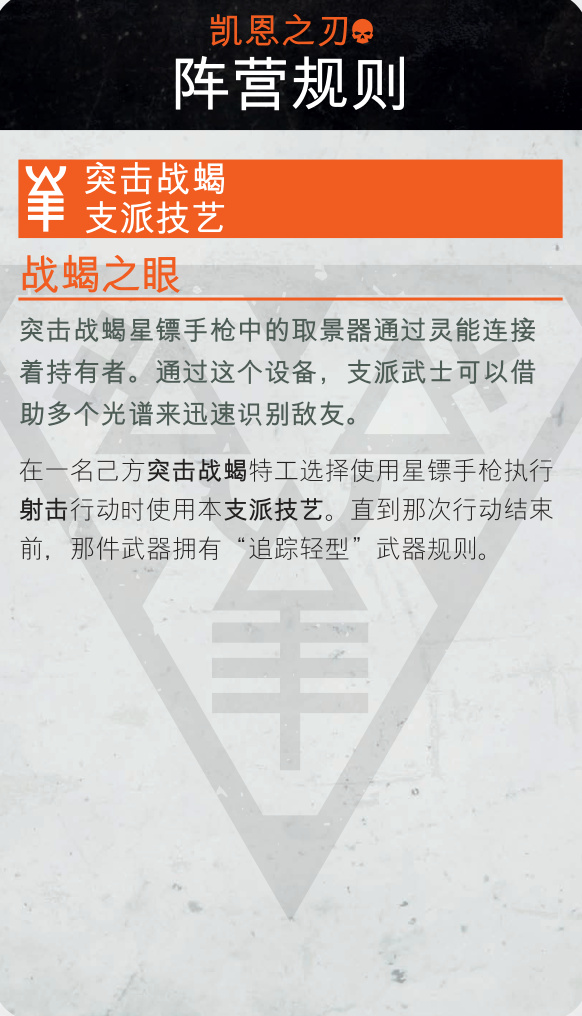 凯恩之刃
阵营规则
突击战蝎
支派技艺
战蝎之眼
突击战蝎星镖手枪中的取景器通过灵能连接
着持有者。通过这个设备，支派武士可以借
助多个光谱来迅速识别敌友。
在一名己方突击战蝎特工选择使用星镖手枪执行
射击行动时使用本支派技艺。直到那次行动结束
前，那件武器拥有“追踪轻型”武器规则。